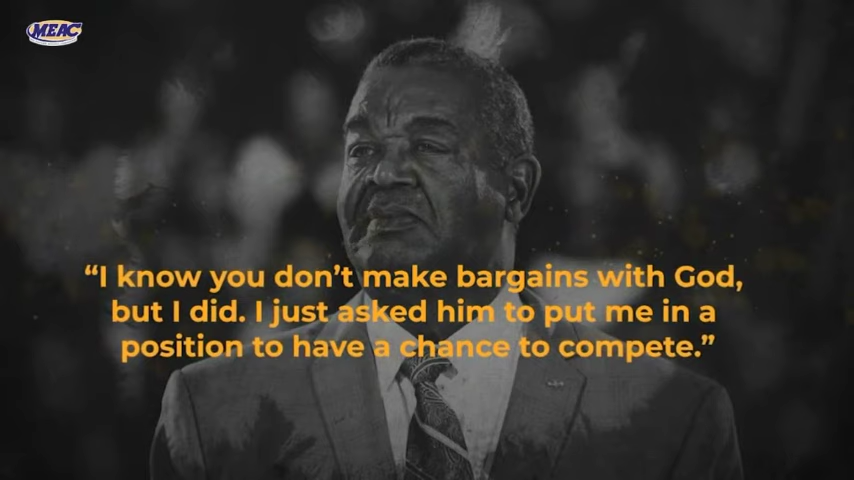 MEAC
“I know you don’t make bargains with God,
but I did. I just asked him to put me in a
position to have a chance to compete.”